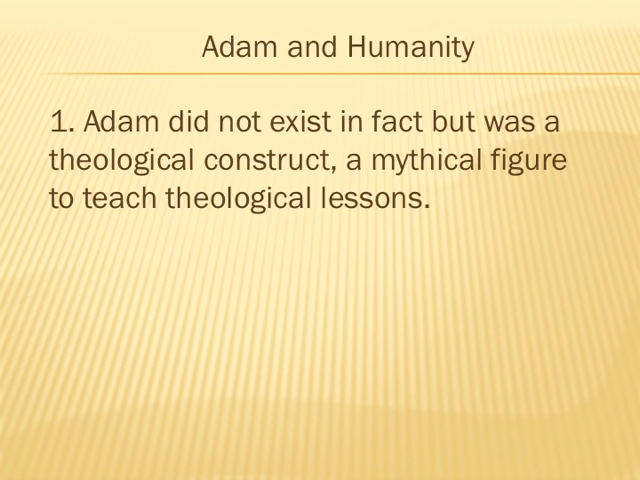 Adam and Humanity
1. Adam did not exist in fact but was a
theological construct, a mythical figure
to teach theological lessons.